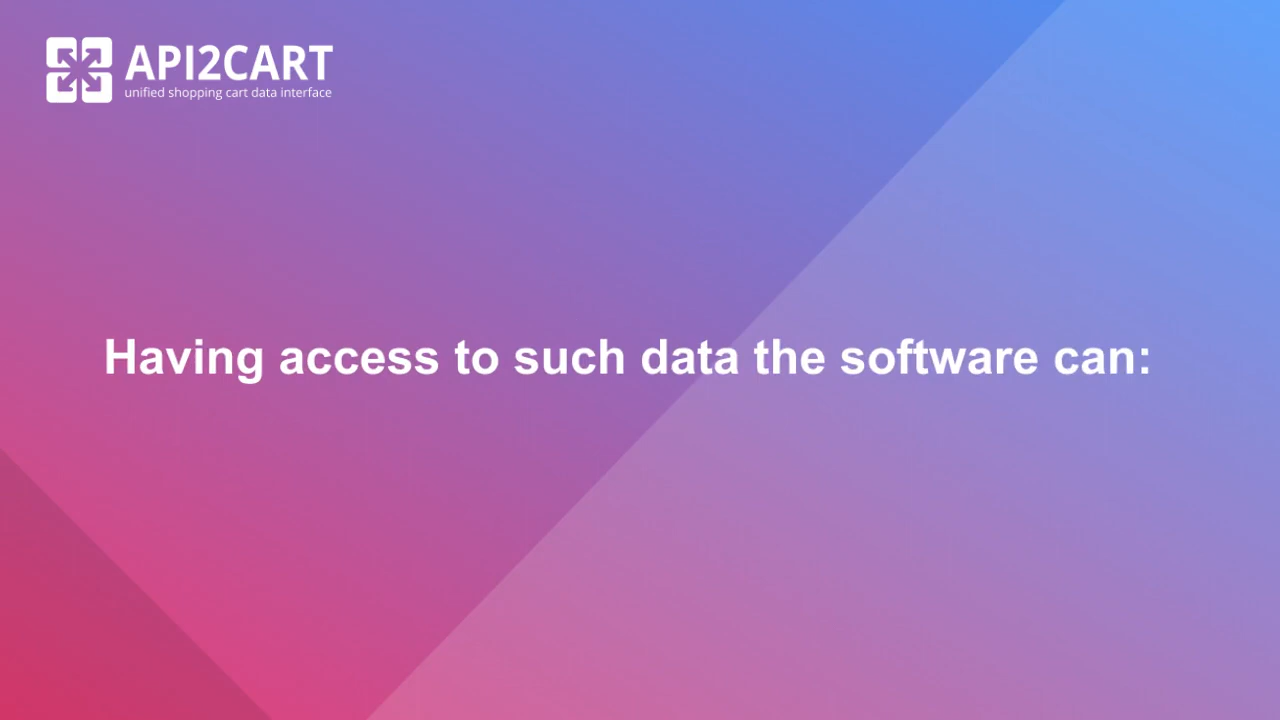 API2CART
unified shopping cart data interface
Having access to such data the software can: